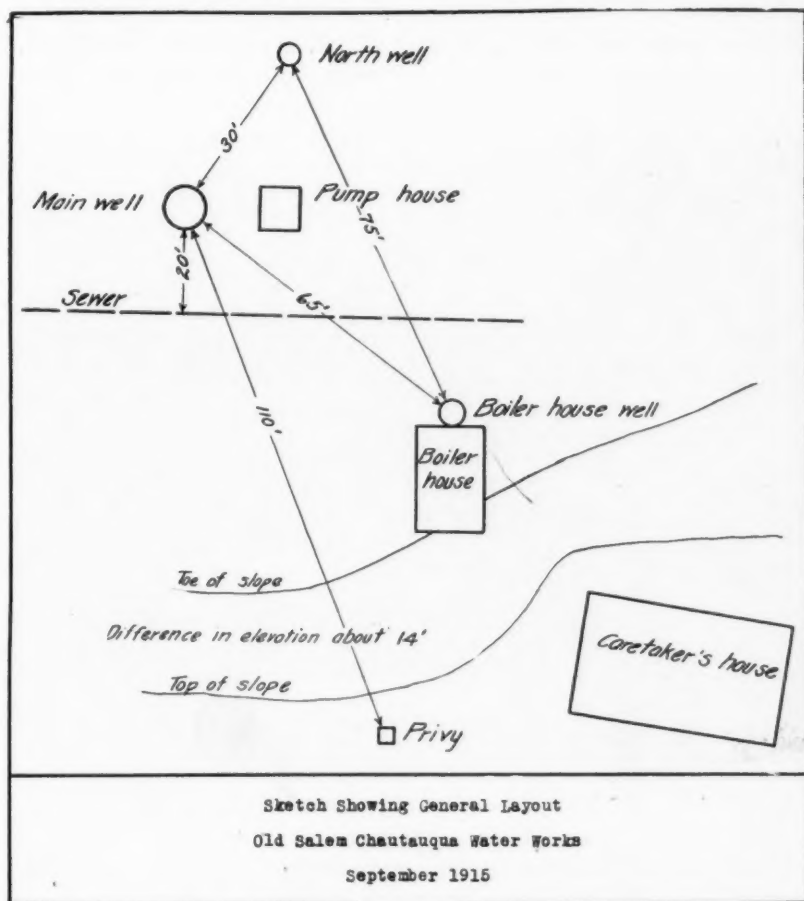 North well
30'
Main well
Pump house
75'
20'
Sewer
65'
110'
Boiler house well
Boiler
house
Toe of slope
Difference in elevation about 14'
Caretaker's house
Top of slope
Privy
Sketch Showing General Layout
Old Salem Chautauqua Water Works
September 1915